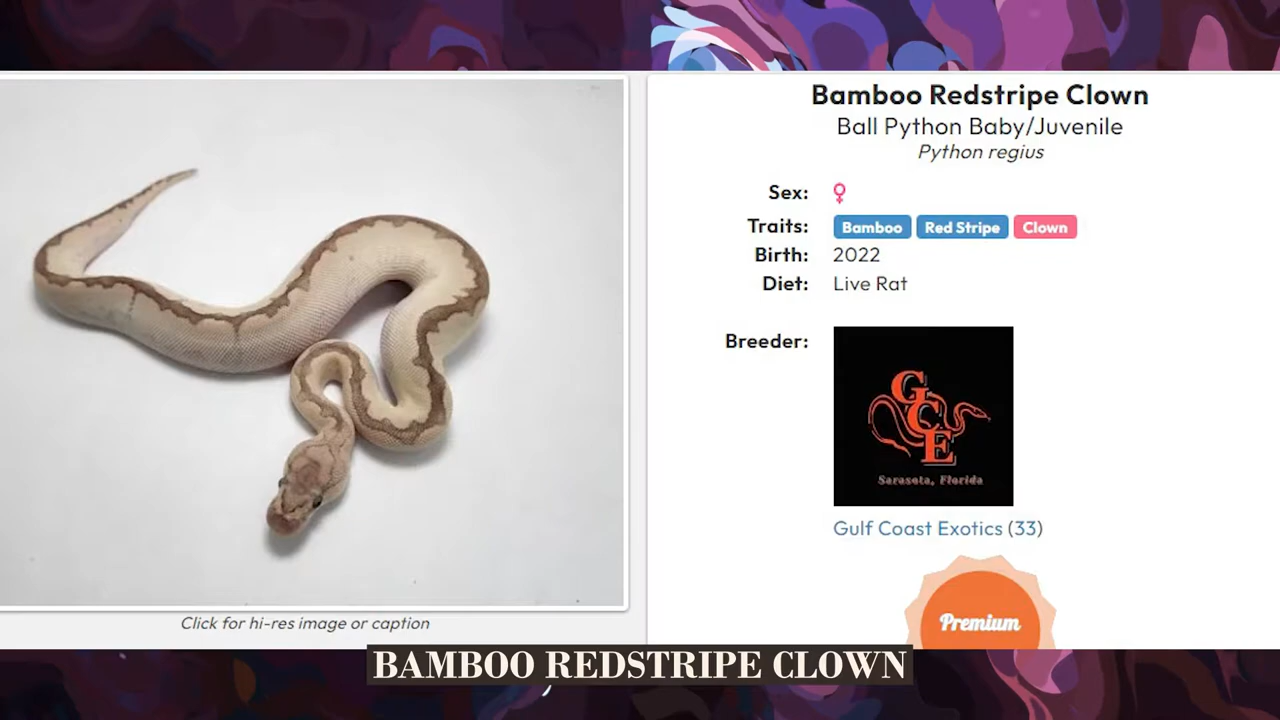 Bamboo Redstripe Clown
Ball Python Baby/Juvenile
Python regius
Sex: ♀
Traits: Bamboo Red Stripe Clown
Birth: 2022
Diet: Live Rat
Breeder:
GCE
Sarasota, Florida
Gulf Coast Exotics (33)
Premium
Click for hi-res image or caption
BAMBOO REDSTRIPE CLOWN